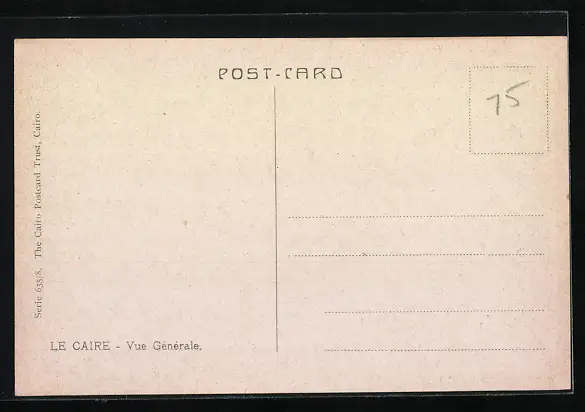 POST-CARD
75
Serie 635/8. The Cairo Postcard Trust, Cairo.
LE CAIRE - Vue Générale.